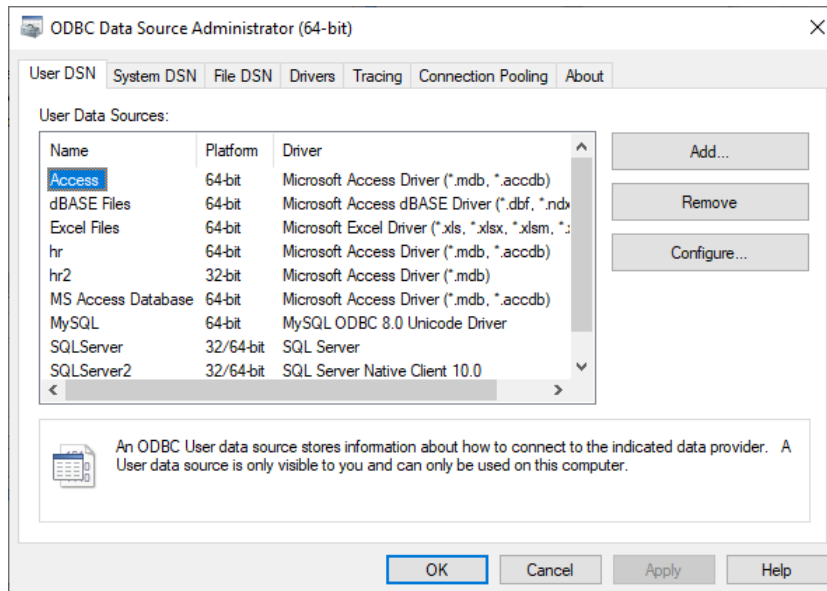 ODBC Data Source Administrator (64-bit)
User DSN System DSN File DSN Drivers Tracing Connection Pooling About
User Data Sources:
Name Platform Driver
Access 64-bit Microsoft Access Driver (*.mdb, *.accdb)
dBASE Files 64-bit Microsoft Access dBASE Driver (*.dbf, *.ndx
Excel Files 64-bit Microsoft Excel Driver (*.xls, *.xlsx, *.xlsm, *.
hr 64-bit Microsoft Access Driver (*.mdb, *.accdb)
hr2 32-bit Microsoft Access Driver (*.mdb)
MS Access Database 64-bit Microsoft Access Driver (*.mdb, *.accdb)
MySQL 64-bit MySQL ODBC 8.0 Unicode Driver
SQLServer 32/64-bit SQL Server
SQLServer2 32/64-bit SQL Server Native Client 10.0
Add...
Remove
Configure...
An ODBC User data source stores information about how to connect to the indicated data provider. A
User data source is only visible to you and can only be used on this computer.
OK Cancel Apply Help